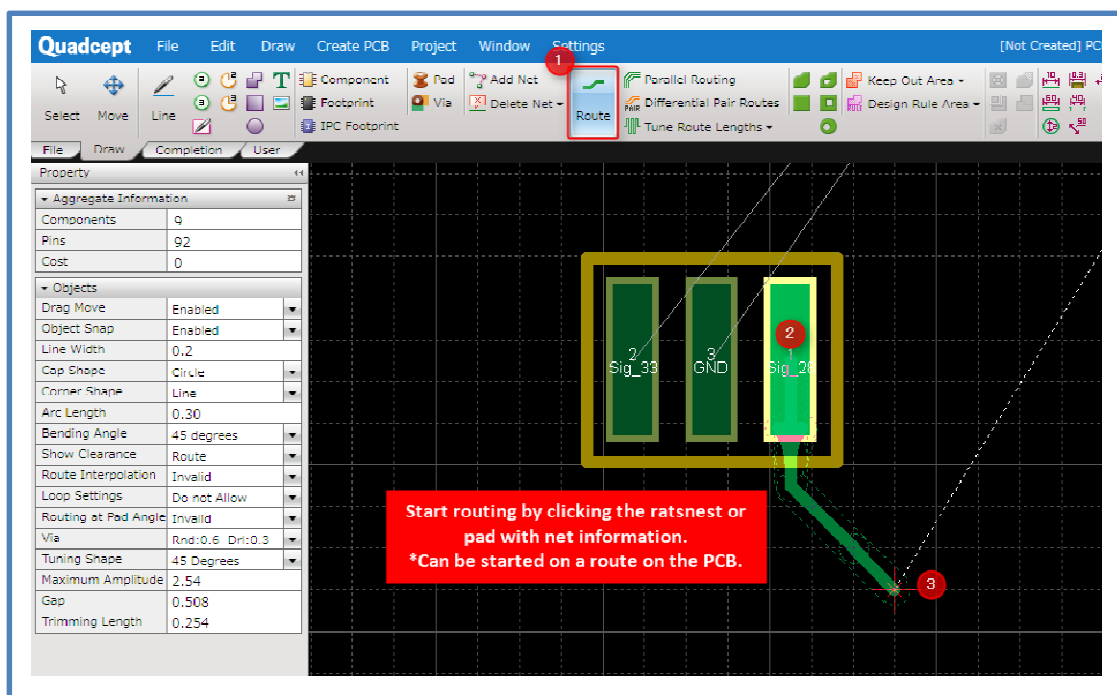 Quadcept File Edit Draw Create PCB Project Window Settings [Not Created] PC
1
Select Move Line T Component Footprint IPC Footprint Pad Via Add Net Delete Net Route Parallel Routing Differential Pair Routes Tune Route Lengths Keep Out Area Design Rule Area
PAIR
File Draw Completion User
Property
Aggregate Information
Components 9
Pins 92
Cost 0
Objects
Drag Move Enabled
Object Snap Enabled
Line Width 0.2
Cap Shape Circle
Corner Shape Line
Arc Length 0.30
Bending Angle 45 degrees
Show Clearance Route
Route Interpolation Invalid
Loop Settings Do not Allow
Routing at Pad Angle Invalid
Via Rnd:0.6 Drl:0.3
Tuning Shape 45 Degrees
Maximum Amplitude 2.54
Gap 0.508
Trimming Length 0.254
2
2 3 1
Sig_33 GND Sig_28
Start routing by clicking the ratsnest or
pad with net information.
*Can be started on a route on the PCB.
3